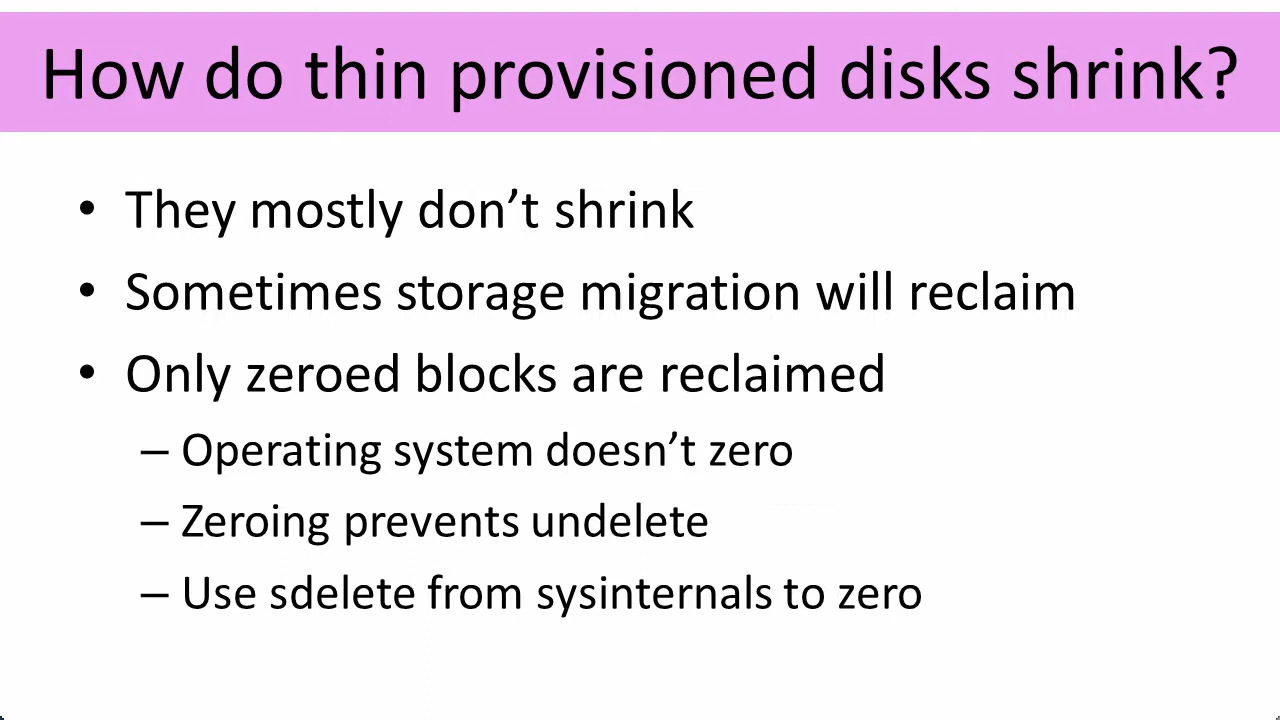 How do thin provisioned disks shrink?
• They mostly don’t shrink
• Sometimes storage migration will reclaim
• Only zeroed blocks are reclaimed
– Operating system doesn’t zero
– Zeroing prevents undelete
– Use sdelete from sysinternals to zero